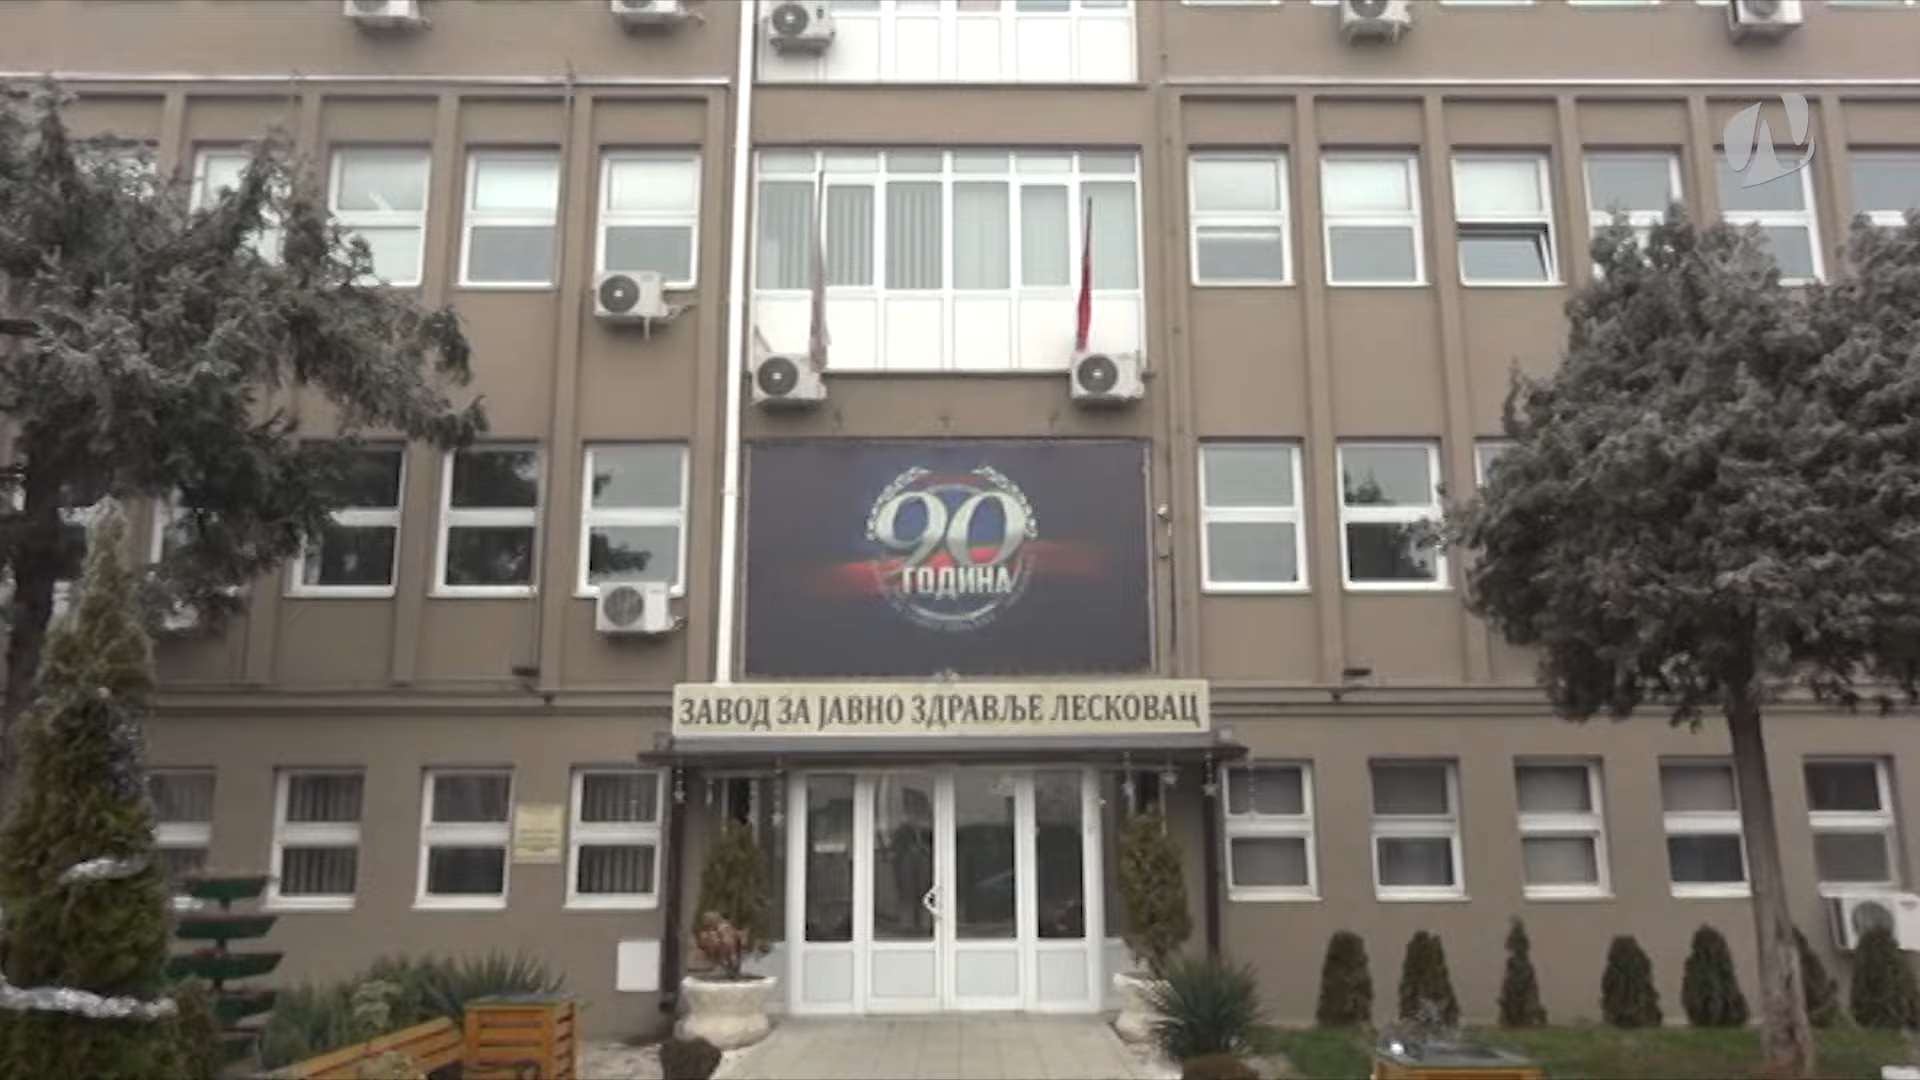 90
ГОДИНА
ЗАВОД ЗА ЈАВНО ЗДРАВЉЕ ЛЕСКОВАЦ